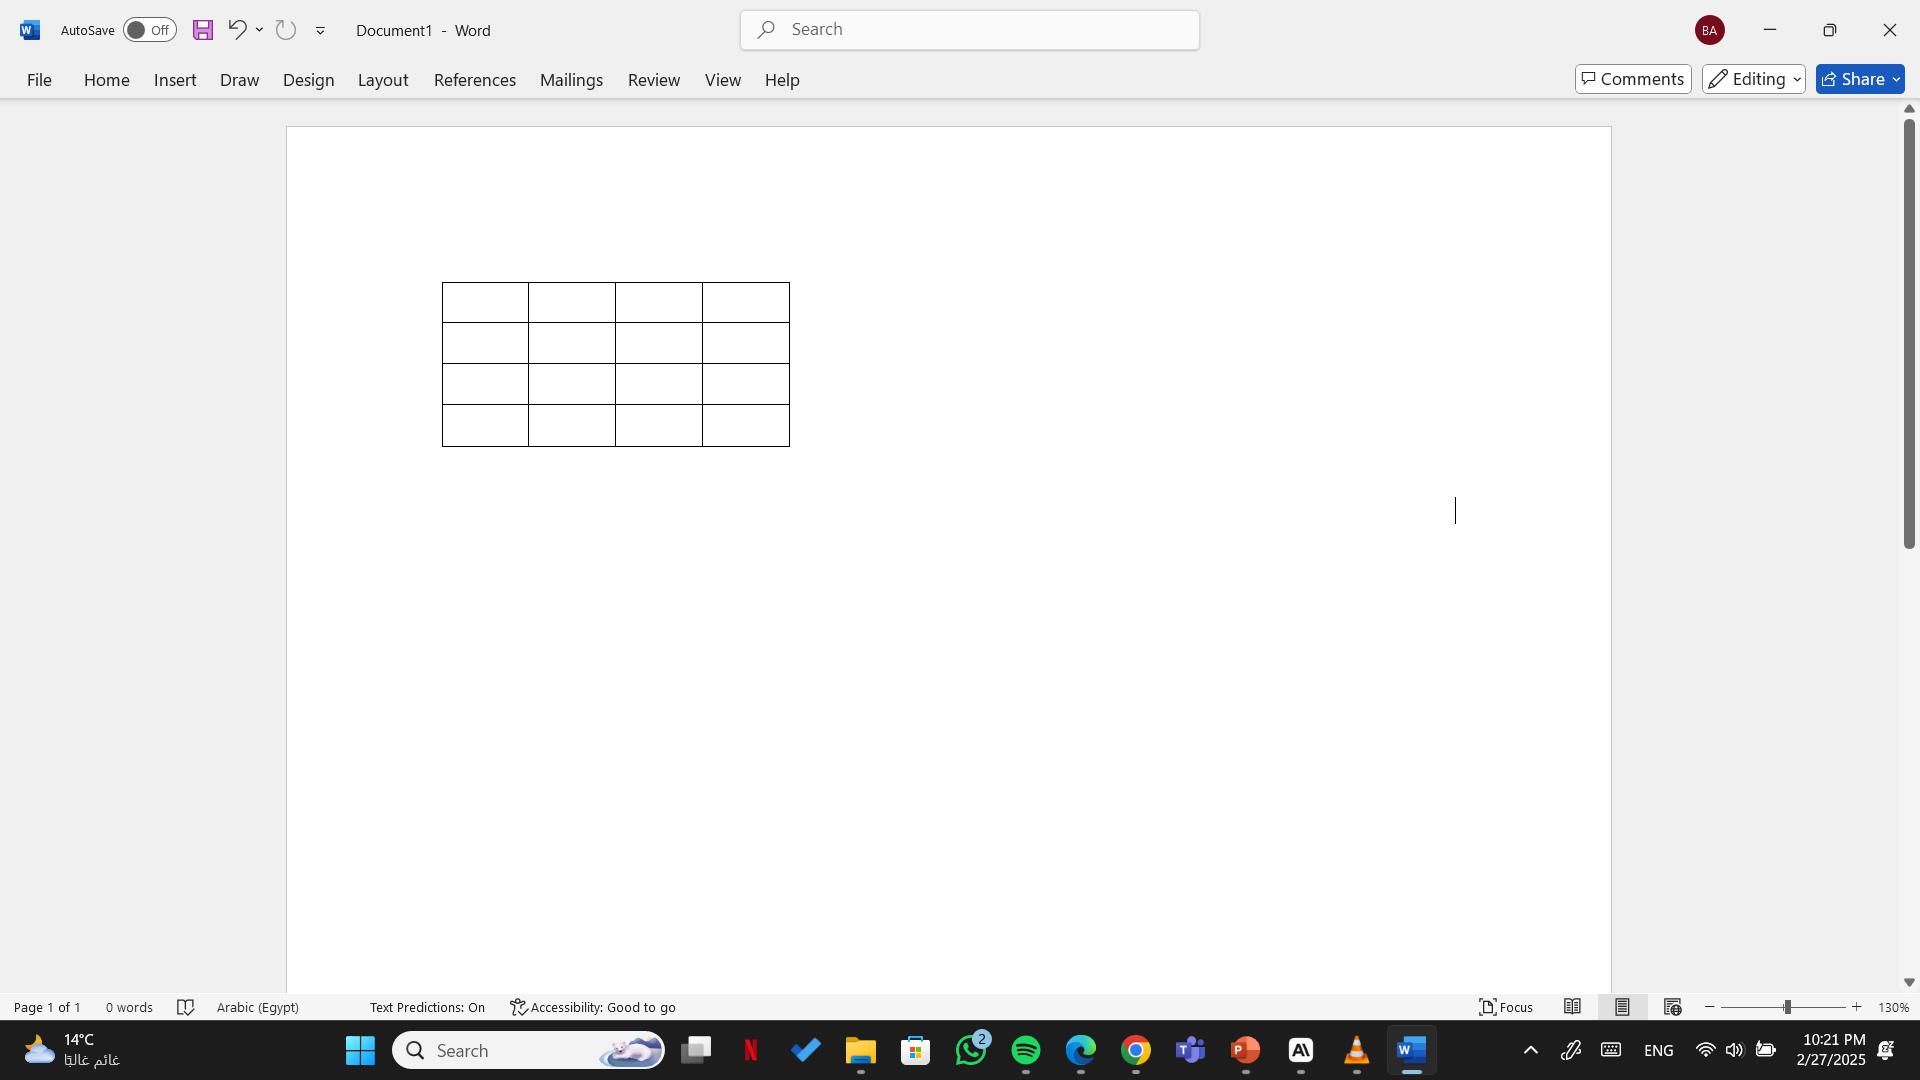 AutoSave Off Document1 - Word Search BA
File Home Insert Draw Design Layout References Mailings Review View Help Comments Editing Share
Page 1 of 1 0 words Arabic (Egypt) Text Predictions: On Accessibility: Good to go Focus 130%
14°C
غائم غالبًا
Search
2
ENG
10:21 PM
2/27/2025